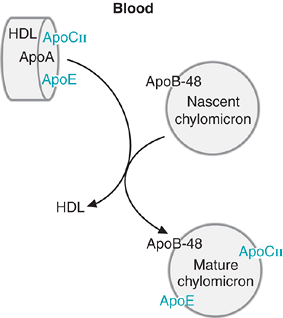 Blood
HDL ApoCII
ApoA
ApoE
ApoB-48
Nascent
chylomicron
HDL
ApoB-48
ApoCII
Mature
chylomicron
ApoE